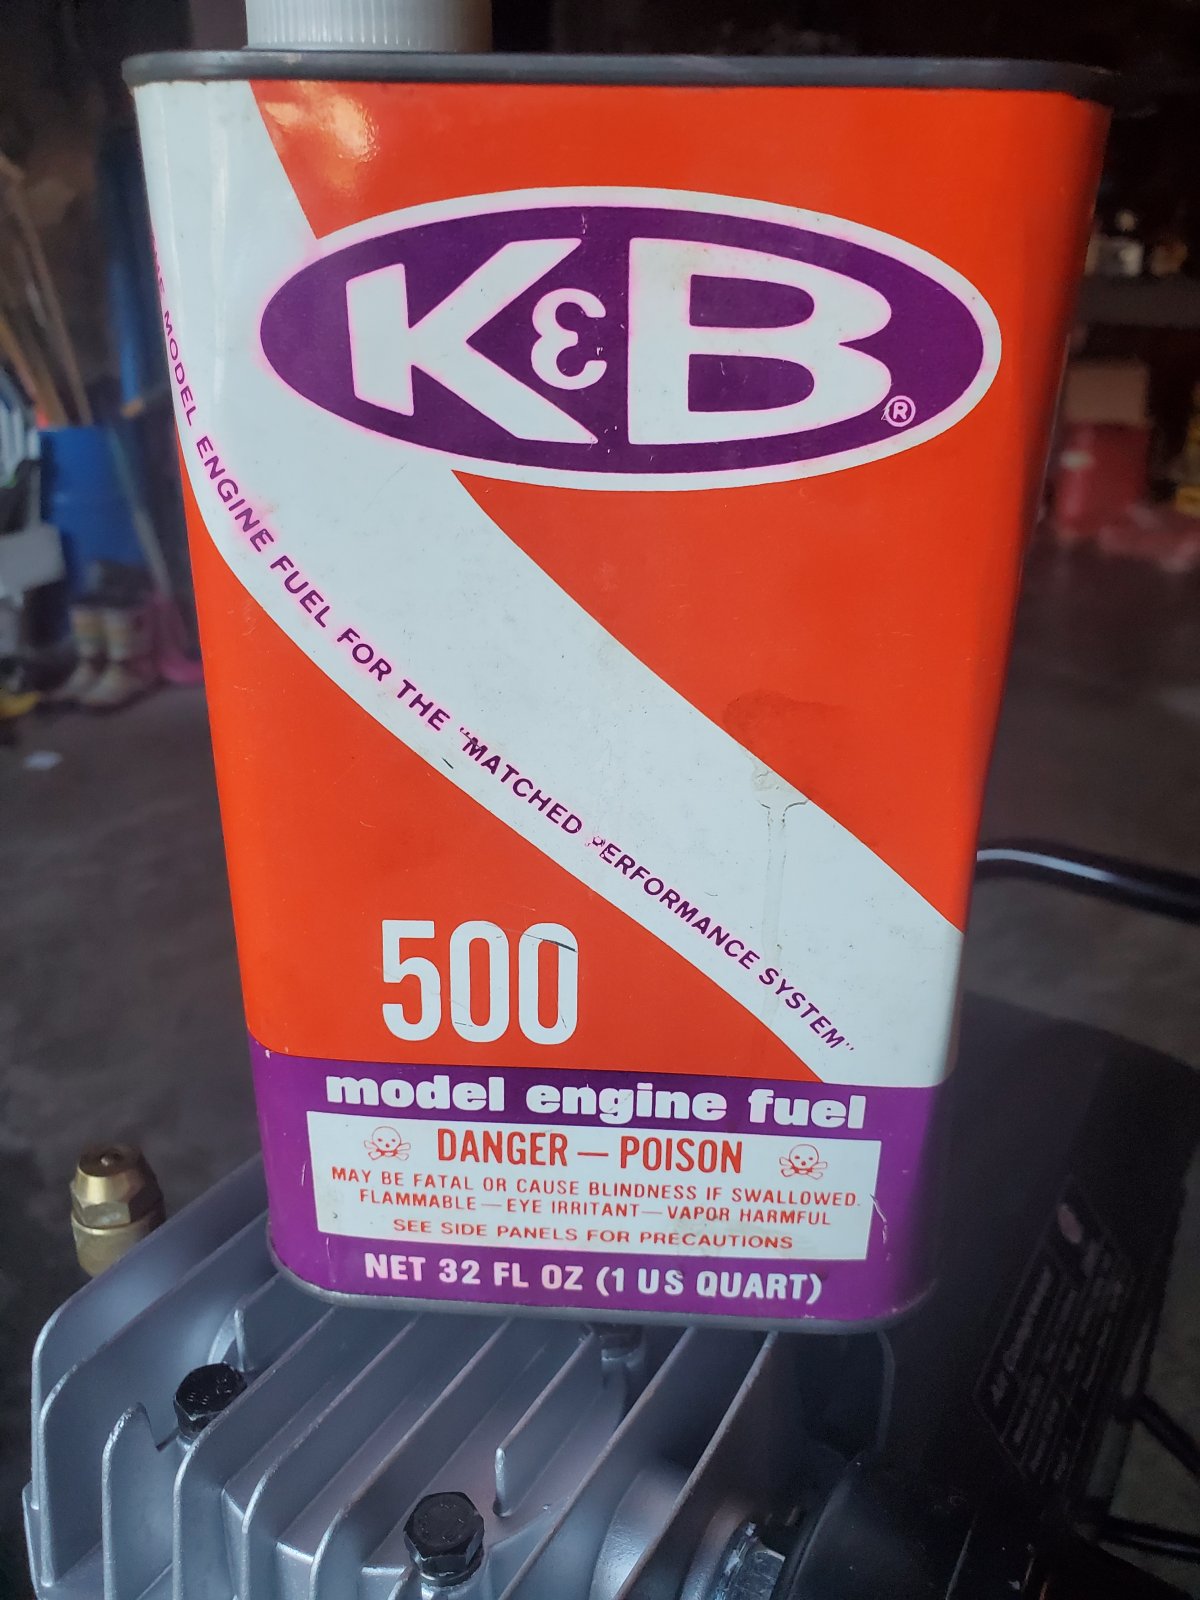 K&B®
MODEL ENGINE FUEL FOR THE "MATCHED PERFORMANCE SYSTEM"
500
model engine fuel
DANGER — POISON
MAY BE FATAL OR CAUSE BLINDNESS IF SWALLOWED.
FLAMMABLE — EYE IRRITANT — VAPOR HARMFUL
SEE SIDE PANELS FOR PRECAUTIONS
NET 32 FL OZ (1 US QUART)